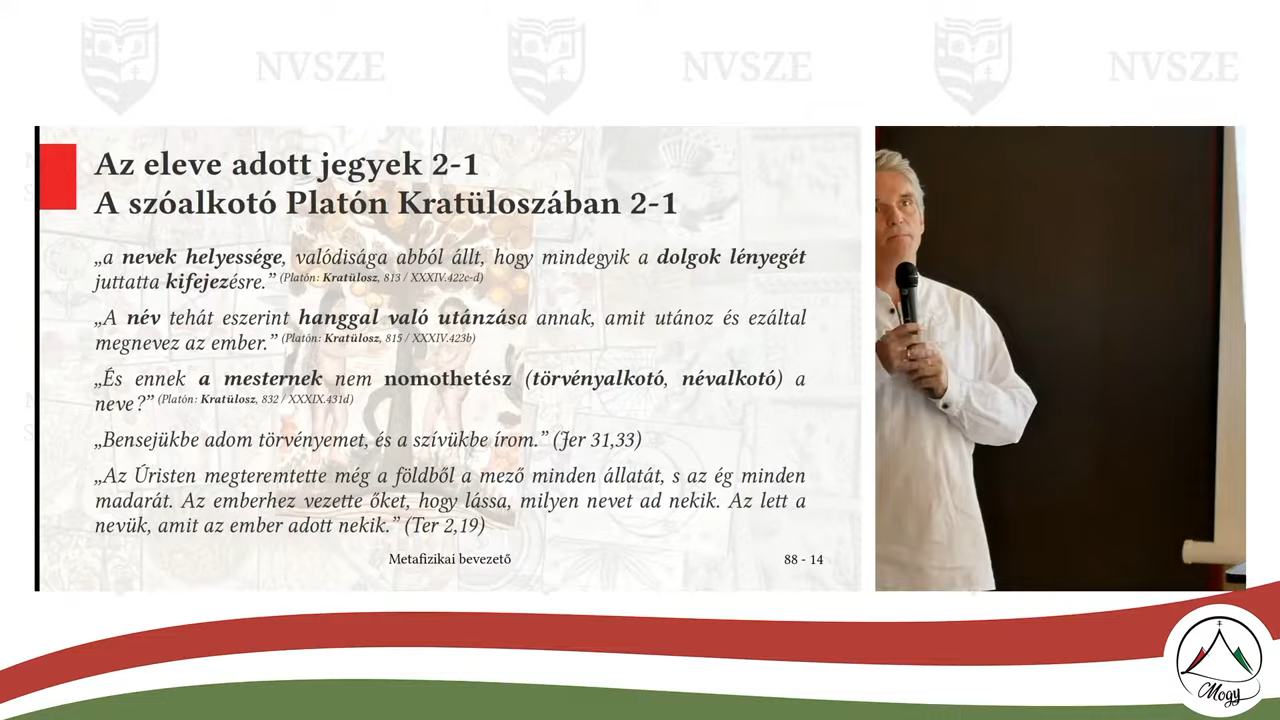 NVSZE NVSZE NVSZE
Az eleve adott jegyek 2-1
A szóalkotó Platón Kratüloszában 2-1
„a nevek helyessége, valódisága abból állt, hogy mindegyik a dolgok lényegét
juttatta kifejezésre.” (Platón: Kratülosz, 813 / XXXIV.422c-d)
„A név tehát eszerint hanggal való utánzása annak, amit utánoz és ezáltal
megnevez az ember.” (Platón: Kratülosz, 815 / XXXIV.423b)
„És ennek a mesternek nem nomothetész (törvényalkotó, névalkotó) a
neve?” (Platón: Kratülosz, 832 / XXXIX.431d)
„Bensejükbe adom törvényemet, és a szívükbe írom.” (Jer 31,33)
„Az Úristen megteremtette még a földből a mező minden állatát, s az ég minden
madarát. Az emberhez vezette őket, hogy lássa, milyen nevet ad nekik. Az lett a
nevük, amit az ember adott nekik.” (Ter 2,19)
Metafizikai bevezető 88 - 14
Mogy